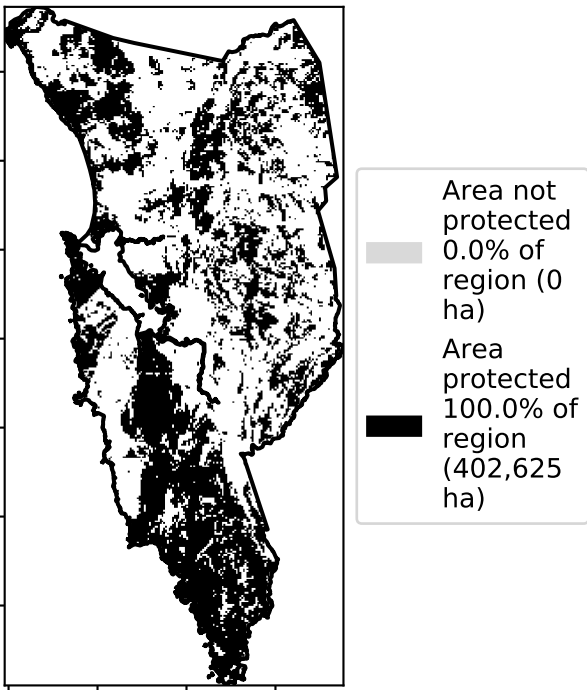 Area not
protected
0.0% of
region (0
ha)
Area
protected
100.0% of
region
(402,625
ha)